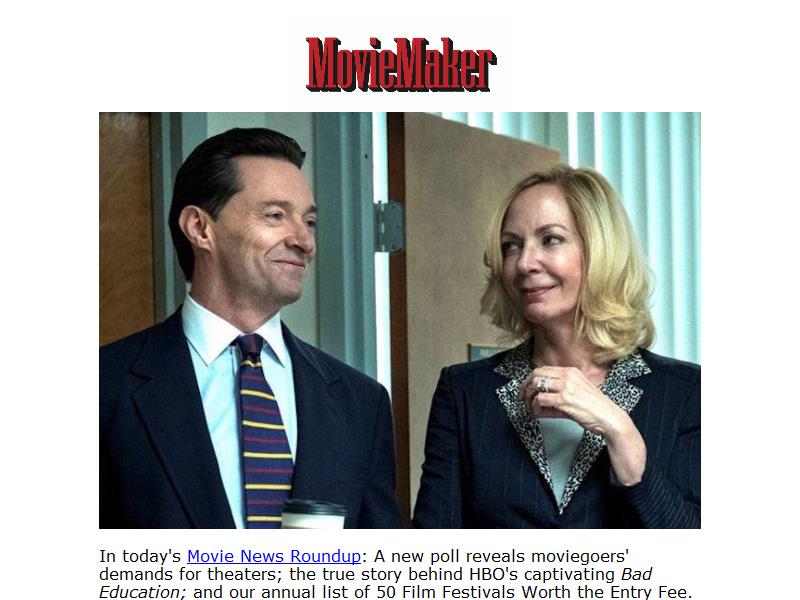 MovieMaker
In today's Movie News Roundup: A new poll reveals moviegoers'
demands for theaters; the true story behind HBO's captivating Bad
Education; and our annual list of 50 Film Festivals Worth the Entry Fee.